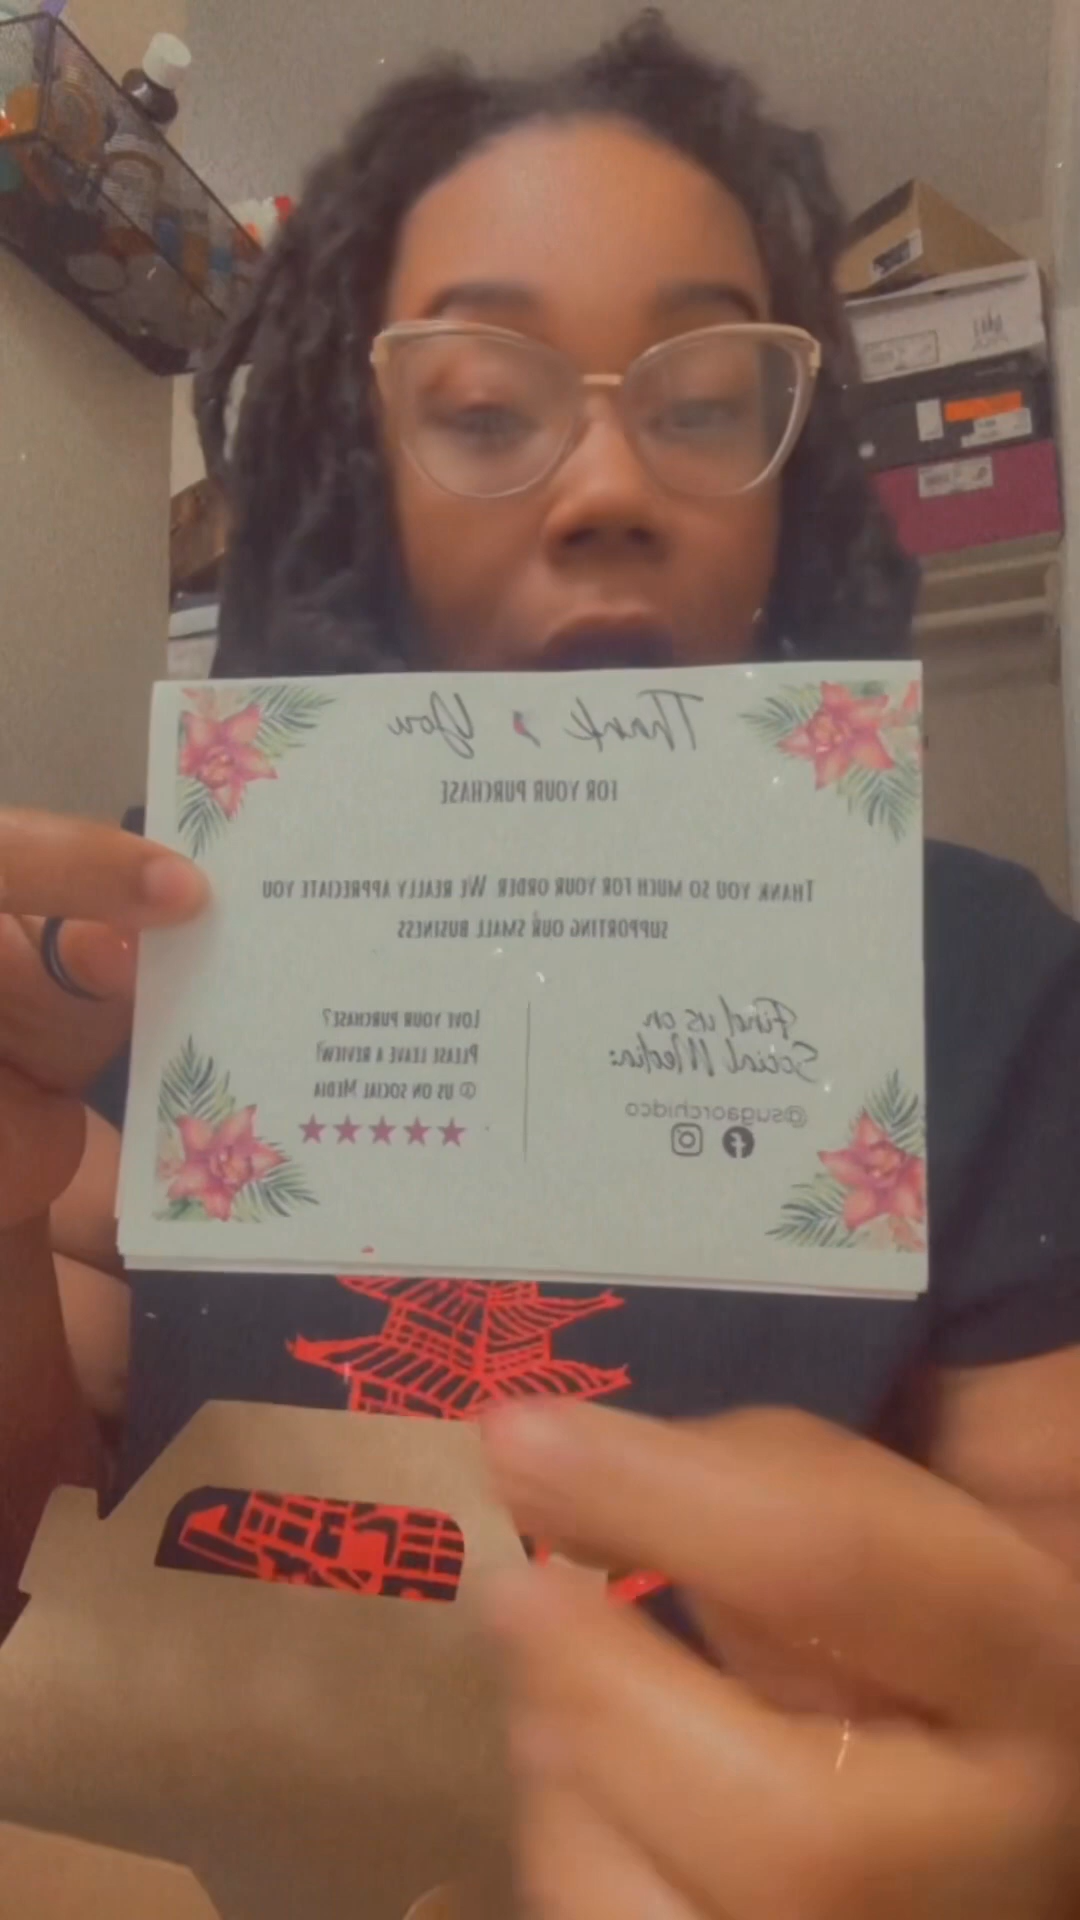 Thank You
FOR YOUR PURCHASE
THANK YOU SO MUCH FOR YOUR ORDER. WE REALLY APPRECIATE YOU
SUPPORTING OUR SMALL BUSINESS
Find us on
Social Media:
@sugaorchidco
LOVE YOUR PURCHASE?
PLEASE LEAVE A REVIEW!
@ US ON SOCIAL MEDIA